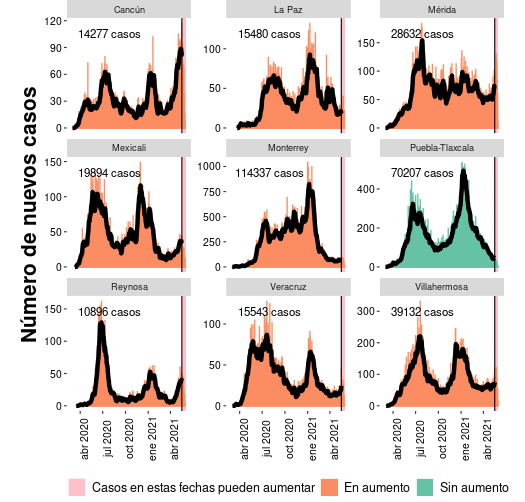 Número de nuevos casos
Cancún
La Paz
Mérida
120
90
60
30
0
14277 casos
100
50
0
15480 casos
150
100
50
0
28632 casos
Mexicali
Monterrey
Puebla-Tlaxcala
150
100
50
0
19894 casos
1000
750
500
250
0
114337 casos
400
200
0
70207 casos
Reynosa
Veracruz
Villahermosa
150
100
50
0
10896 casos
100
50
0
15543 casos
300
200
100
0
39132 casos
abr 2020
jul 2020
oct 2020
ene 2021
abr 2021
abr 2020
jul 2020
oct 2020
ene 2021
abr 2021
abr 2020
jul 2020
oct 2020
ene 2021
abr 2021
Casos en estas fechas pueden aumentar
En aumento
Sin aumento